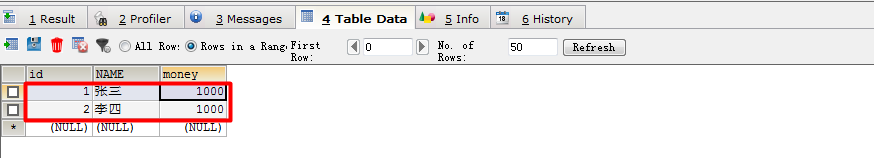 1 Result 2 Profiler 3 Messages 4 Table Data 5 Info 6 History
All Row: Rows in a Rang. First Row: 0 No. of Rows: 50 Refresh
id NAME money
1 张三 1000
2 李四 1000
* (NULL) (NULL) (NULL)